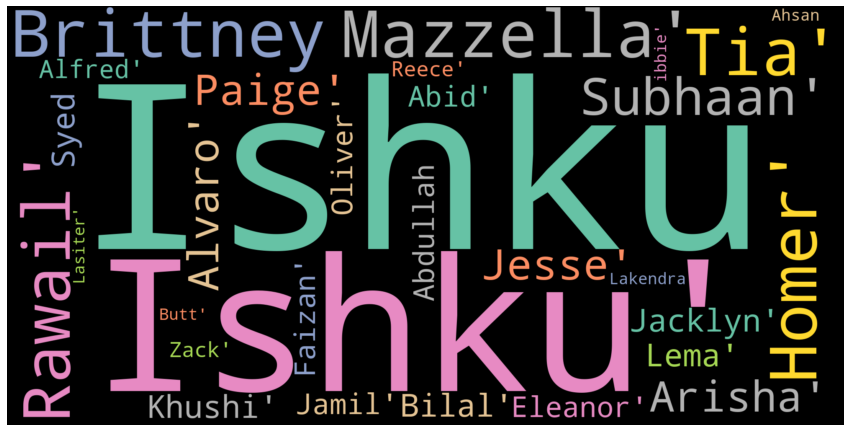 Brittney
Mazzella'
Ahsan
Tia'
Alfred'
Reece'
ibbie'
Paige'
Abid'
Subhaan'
Syed
Ishku
Oliver'
Alvaro'
Abdullah
Rawail'
Lasiter'
Homer'
Jesse'
Lakendra
Ishku'
Faizan'
Butt'
Jacklyn'
Zack'
Lema'
Khushi'
Jamil'
Bilal'
Eleanor'
Arisha'